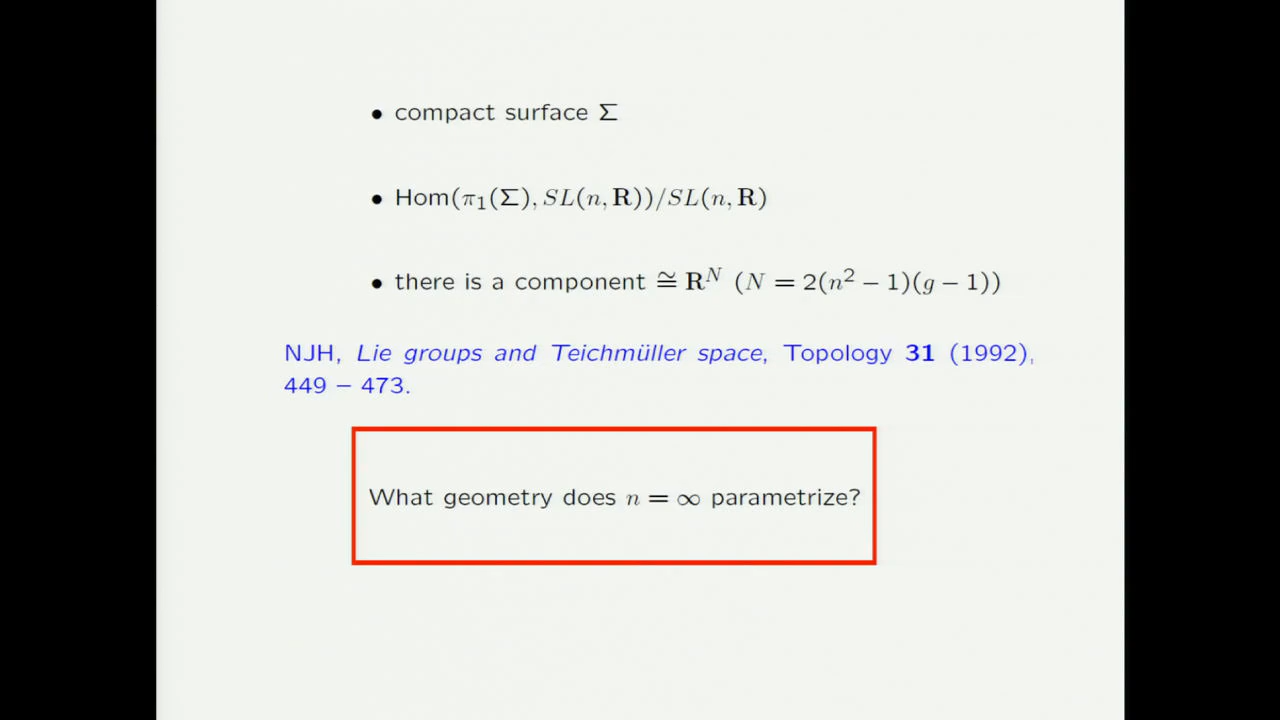 • compact surface Σ
• Hom(π₁(Σ), SL(n, R))/SL(n, R)
• there is a component ≅ Rᴺ (N = 2(n² − 1)(g − 1))
NJH, Lie groups and Teichmüller space, Topology 31 (1992),
449 – 473.
What geometry does n = ∞ parametrize?